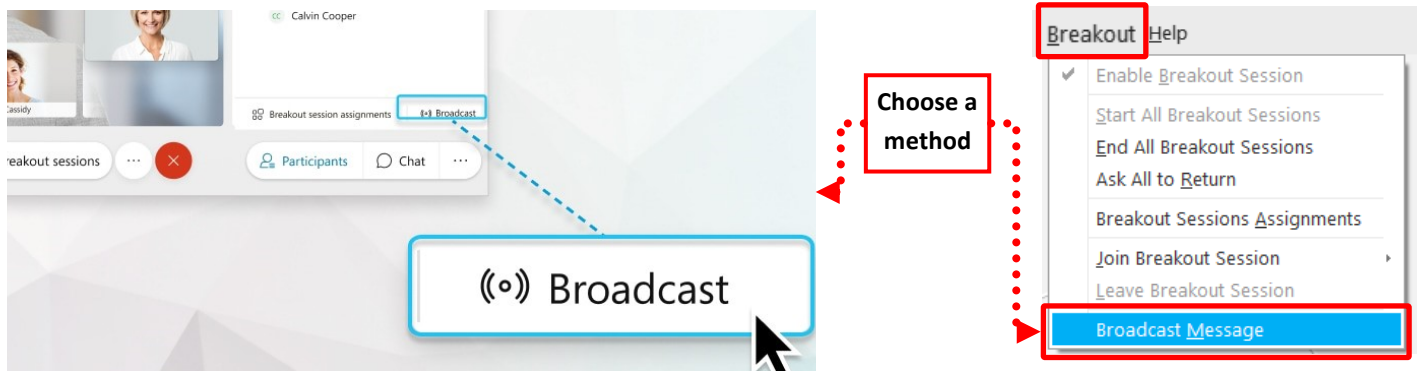 CC Calvin Cooper
Cassidy
Breakout session assignments
Broadcast
reakout sessions
Participants
Chat
Broadcast
Choose a
method
Breakout Help
Enable Breakout Session
Start All Breakout Sessions
End All Breakout Sessions
Ask All to Return
Breakout Sessions Assignments
Join Breakout Session
Leave Breakout Session
Broadcast Message